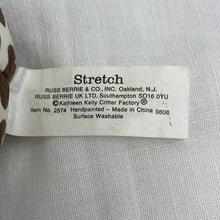 Stretch
RUSS BERRIE & CO., INC. Oakland, N.J.
RUSS BERRIE UK LTD. Southampton SO16 0YU
©Kathleen Kelly Critter Factory®
Item No. 2574 Handpainted – Made in China 9806
Surface Washable